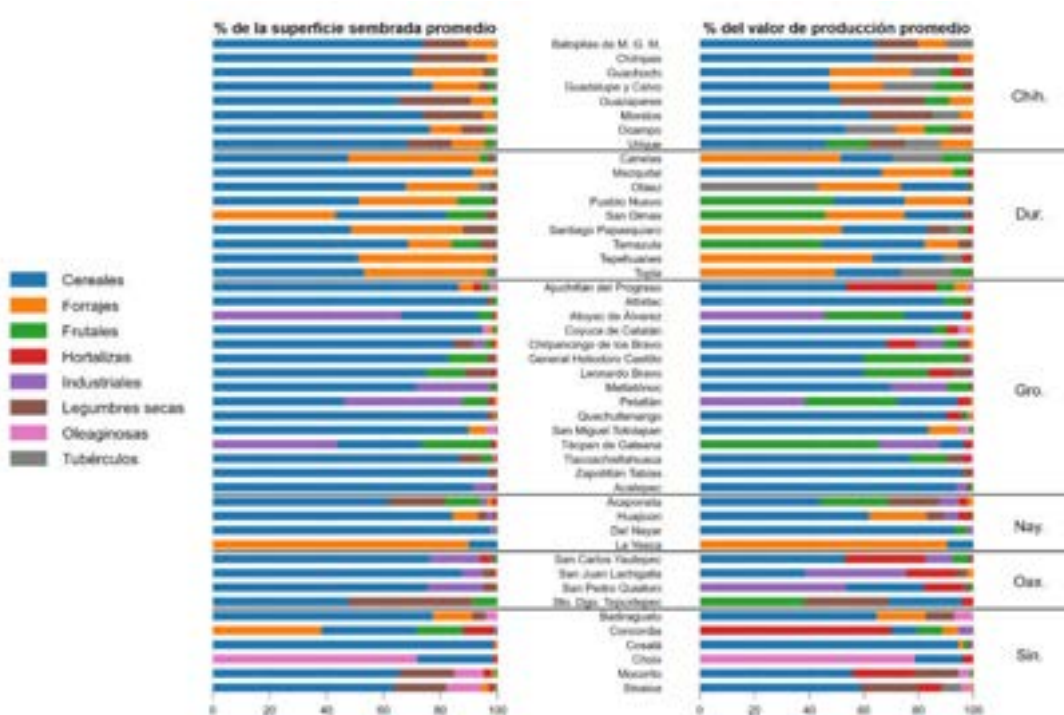 % de la superficie sembrada promedio
% del valor de producción promedio
Batopilas de M. G. M.
Chínipas
Guachochi
Guadalupe y Calvo
Guazapares
Morelos
Ocampo
Urique
Chih.
Canelas
Mezquital
Otáez
Pueblo Nuevo
San Dimas
Santiago Papasquiaro
Tamazula
Tepehuanes
Topia
Dur.
Cereales
Forrajes
Frutales
Hortalizas
Industriales
Legumbres secas
Oleaginosas
Tubérculos
Ajuchitlán del Progreso
Atlixtac
Atoyac de Álvarez
Coyuca de Catalán
Chilpancingo de los Bravo
General Heliodoro Castillo
Leonardo Bravo
Metlatónoc
Petatlán
Quechultenango
San Miguel Totolapan
Técpan de Galeana
Tlacoachistlahuaca
Zapotitlán Tablas
Acatepec
Gro.
Acaponeta
Huajicori
Del Nayar
La Yesca
Nay.
San Carlos Yautepec
San Juan Lachigalla
San Pedro Quiatoni
Sto. Dgo. Tepuxtepec
Oax.
Badiraguato
Concordia
Cosalá
Choix
Mocorito
Sinaloa
Sin.
0 20 40 60 80 100
0 20 40 60 80 100